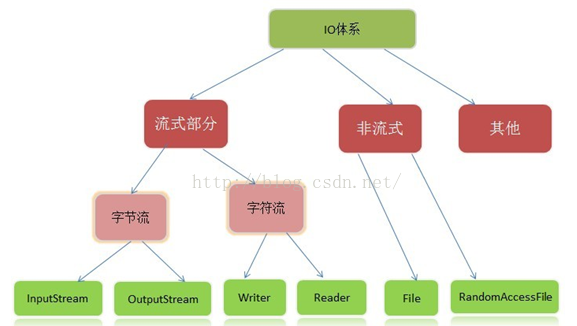 IO体系
流式部分
非流式
其他
http://blog.csdn.net/
字节流
字符流
InputStream
OutputStream
Writer
Reader
File
RandomAccessFile